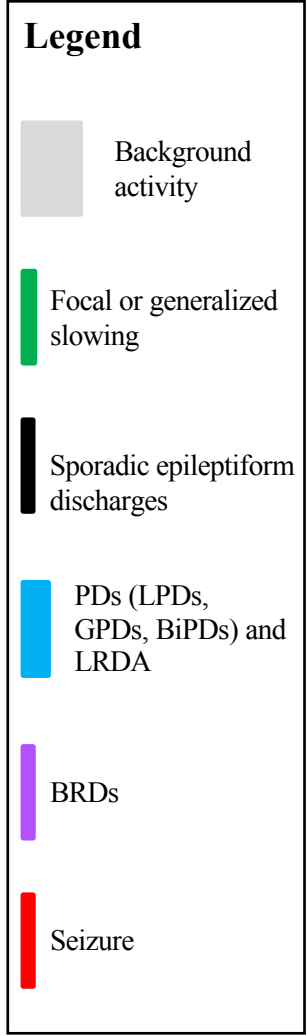 Legend
Background
activity
Focal or generalized
slowing
Sporadic epileptiform
discharges
PDs (LPDs,
GPDs, BiPDs) and
LRDA
BRDs
Seizure